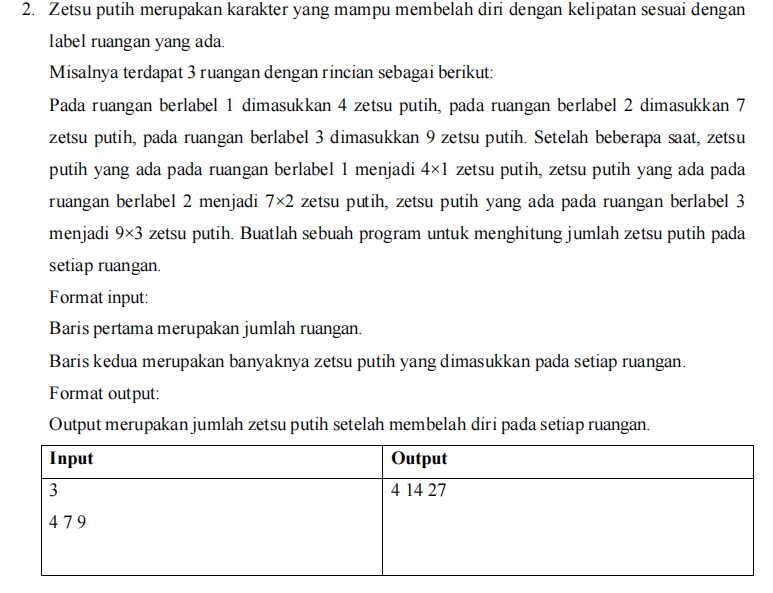 2. Zetsu putih merupakan karakter yang mampu membelah diri dengan kelipatan sesuai dengan
label ruangan yang ada.
Misalnya terdapat 3 ruangan dengan rincian sebagai berikut:
Pada ruangan berlabel 1 dimasukkan 4 zetsu putih, pada ruangan berlabel 2 dimasukkan 7
zetsu putih, pada ruangan berlabel 3 dimasukkan 9 zetsu putih. Setelah beberapa saat, zetsu
putih yang ada pada ruangan berlabel 1 menjadi 4×1 zetsu putih, zetsu putih yang ada pada
ruangan berlabel 2 menjadi 7×2 zetsu putih, zetsu putih yang ada pada ruangan berlabel 3
menjadi 9×3 zetsu putih. Buatlah sebuah program untuk menghitung jumlah zetsu putih pada
setiap ruangan.
Format input:
Baris pertama merupakan jumlah ruangan.
Baris kedua merupakan banyaknya zetsu putih yang dimasukkan pada setiap ruangan.
Format output:
Output merupakan jumlah zetsu putih setelah membelah diri pada setiap ruangan.
Input Output
3 4 14 27
4 7 9